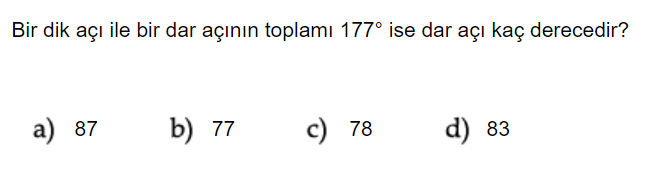 Bir dik açı ile bir dar açının toplamı 177° ise dar açı kaç derecedir?
a) 87 b) 77 c) 78 d) 83